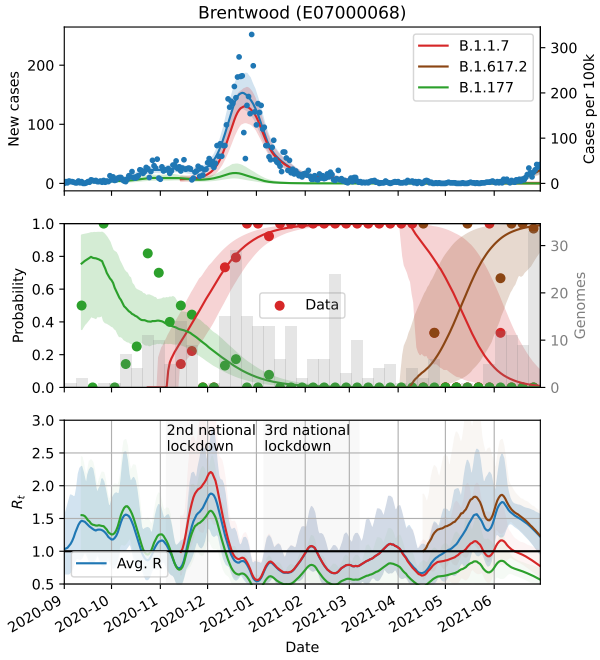 Brentwood (E07000068)
New cases
200
100
0
B.1.1.7
B.1.617.2
B.1.177
300
200
100
0
Cases per 100k
Probability
1.0
0.8
0.6
0.4
0.2
0.0
Data
30
20
10
0
Genomes
Rt
3.0
2.5
2.0
1.5
1.0
0.5
2nd national
lockdown
3rd national
lockdown
Avg. R
2020-09
2020-10
2020-11
2020-12
2021-01
2021-02
2021-03
2021-04
2021-05
2021-06
Date